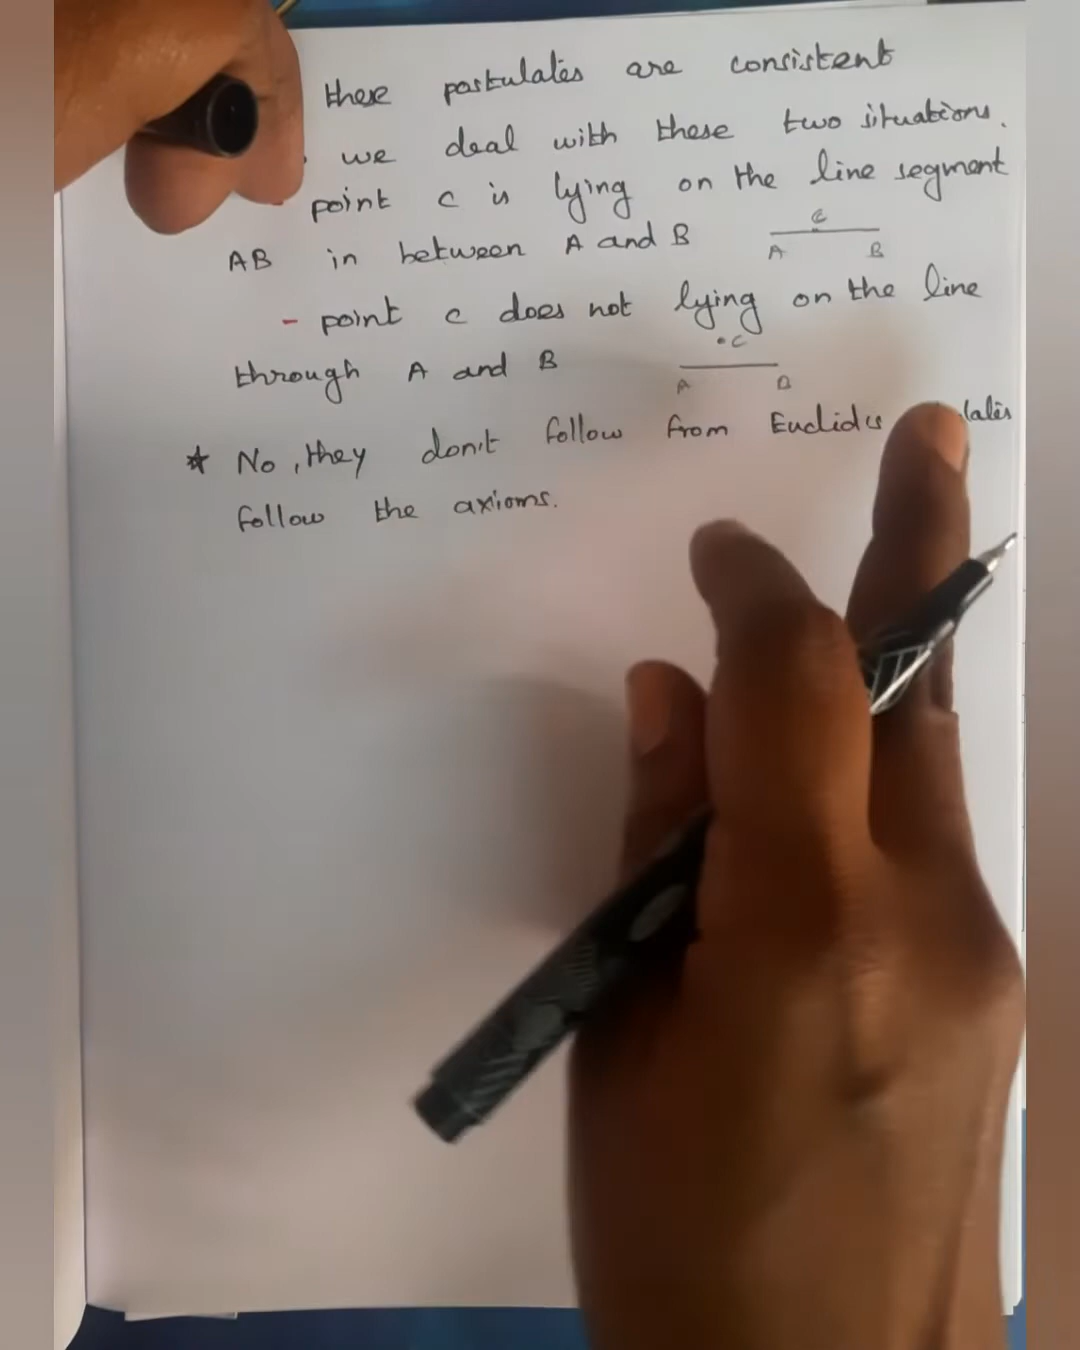 these postulates are consistent
we deal with these two situations.
point c is lying on the line segment
AB in between A and B
C
A B
- point c does not lying on the line
through A and B
• C
A B
* No, they don't follow from Euclid's
follow the axioms.